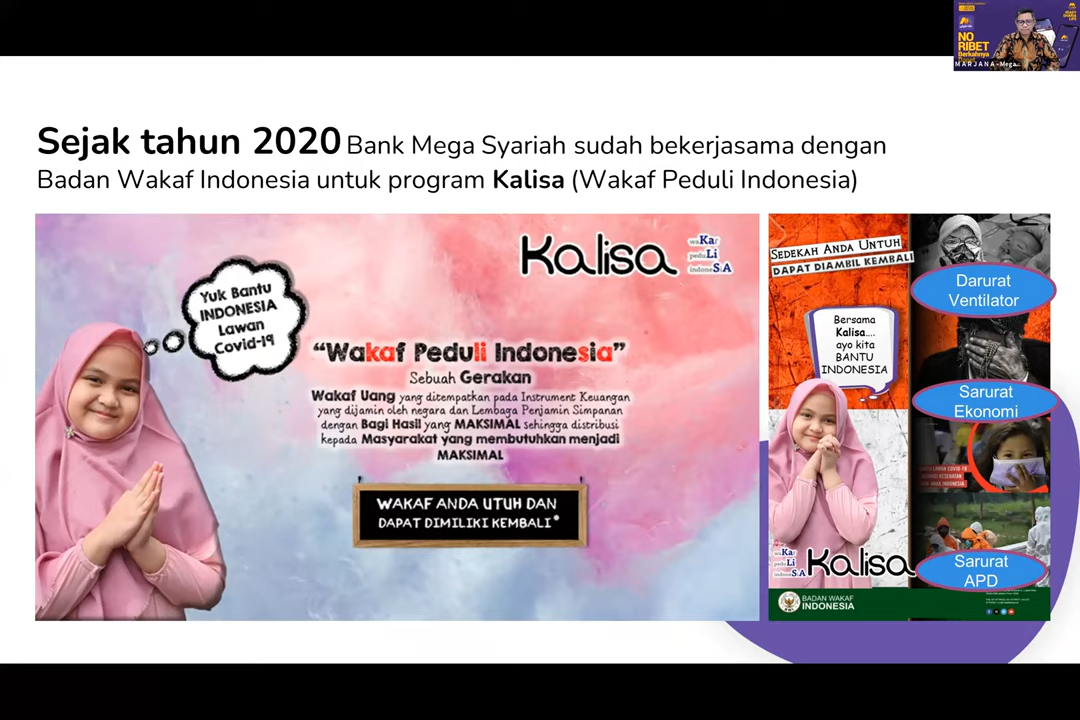 NO
RIBET
Berkahnya
MARJANA-Mega...
Sejak tahun 2020 Bank Mega Syariah sudah bekerjasama dengan
Badan Wakaf Indonesia untuk program Kalisa (Wakaf Peduli Indonesia)
Yuk Bantu
INDONESIA
Lawan
Covid-19
Kalisa
waKaf
peduLi
indoneSiA
“Wakaf Peduli Indonesia”
Sebuah Gerakan
Wakaf Uang yang ditempatkan pada Instrument Keuangan
yang dijamin oleh negara dan Lembaga Penjamin Simpanan
dengan Bagi Hasil yang MAKSIMAL sehingga distribusi
kepada Masyarakat yang membutuhkan menjadi
MAKSIMAL
WAKAF ANDA UTUH DAN
DAPAT DIMILIKI KEMBALI*
SEDEKAH ANDA UNTUK
DAPAT DIAMBIL KEMBALI
Bersama
Kalisa....
ayo kita
BANTU
INDONESIA
Darurat
Ventilator
Sarurat
Ekonomi
Sarurat
APD
Kalisa
BADAN WAKAF
INDONESIA